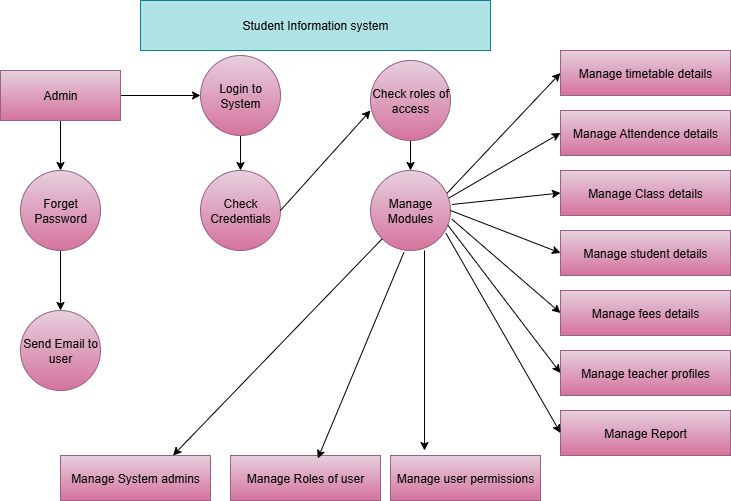 Student Information system
Admin
Login to
System
Check roles of
access
Manage timetable details
Manage Attendence details
Forget
Password
Check
Credentials
Manage
Modules
Manage Class details
Manage student details
Manage fees details
Send Email to
user
Manage teacher profiles
Manage Report
Manage System admins
Manage Roles of user
Manage user permissions